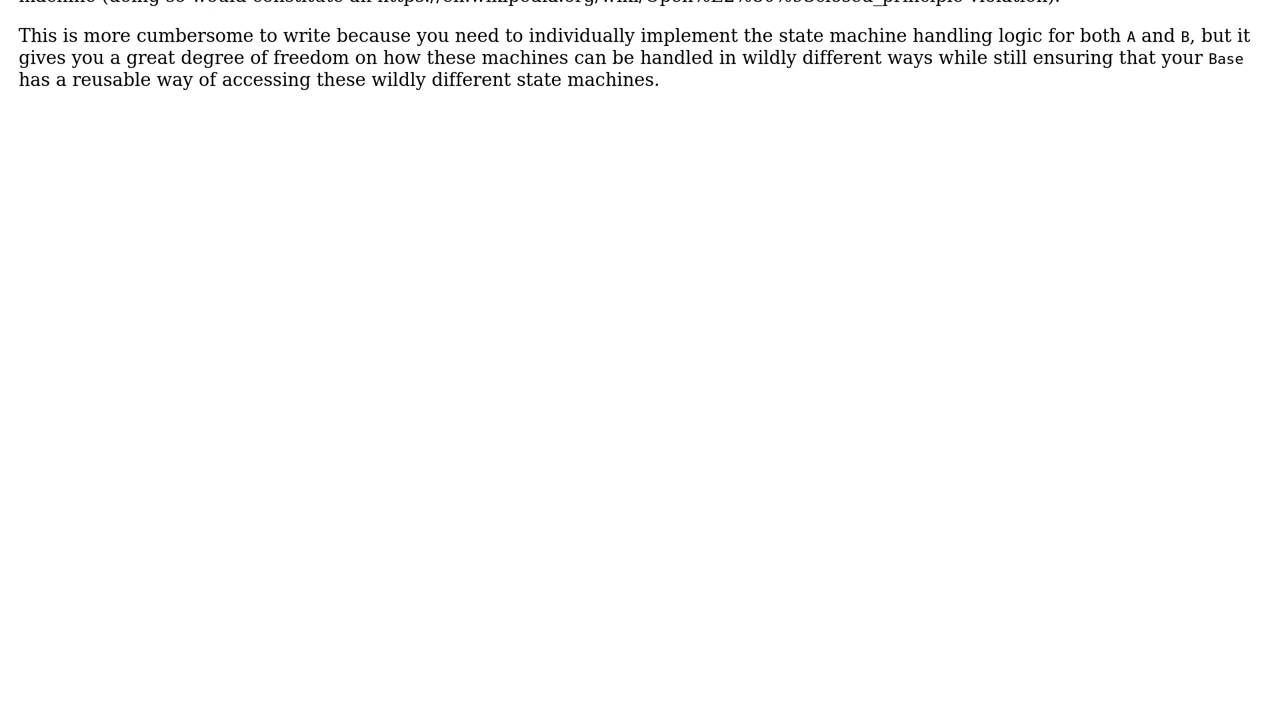 This is more cumbersome to write because you need to individually implement the state machine handling logic for both A and B, but it
gives you a great degree of freedom on how these machines can be handled in wildly different ways while still ensuring that your Base
has a reusable way of accessing these wildly different state machines.